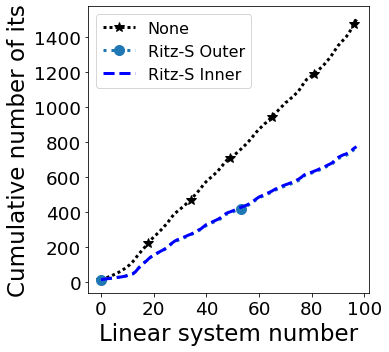 Cumulative number of its
1400
1200
1000
800
600
400
200
0
None
Ritz-S Outer
Ritz-S Inner
0 20 40 60 80 100
Linear system number